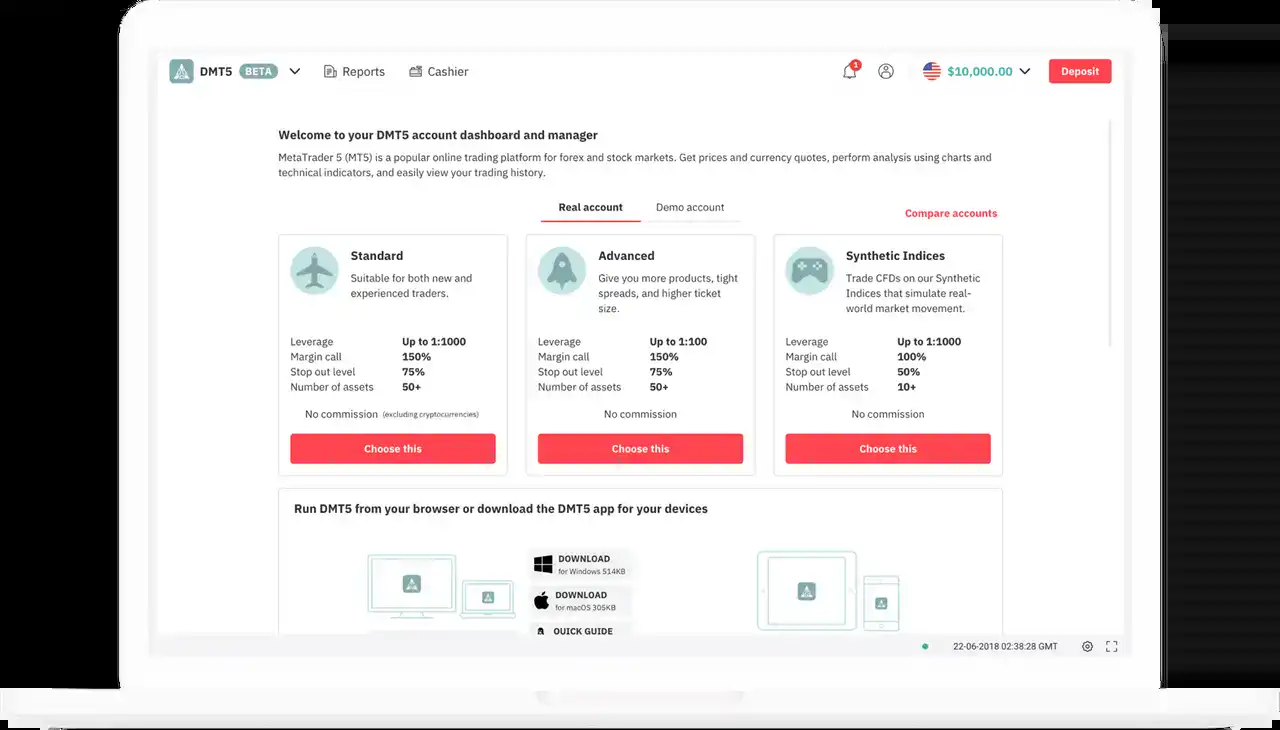 DMT5 BETA Reports Cashier 1 $10,000.00 Deposit
Welcome to your DMT5 account dashboard and manager
MetaTrader 5 (MT5) is a popular online trading platform for forex and stock markets. Get prices and currency quotes, perform analysis using charts and
technical indicators, and easily view your trading history.
Real account Demo account Compare accounts
Standard
Suitable for both new and
experienced traders.
Leverage Up to 1:1000
Margin call 150%
Stop out level 75%
Number of assets 50+
No commission (excluding cryptocurrencies)
Choose this
Advanced
Give you more products, tight
spreads, and higher ticket
size.
Leverage Up to 1:100
Margin call 150%
Stop out level 75%
Number of assets 50+
No commission
Choose this
Synthetic Indices
Trade CFDs on our Synthetic
Indices that simulate real-
world market movement.
Leverage Up to 1:1000
Margin call 100%
Stop out level 50%
Number of assets 10+
No commission
Choose this
Run DMT5 from your browser or download the DMT5 app for your devices
DOWNLOAD
for Windows 514KB
DOWNLOAD
for macOS 305KB
QUICK GUIDE
22-06-2018 02:38:28 GMT